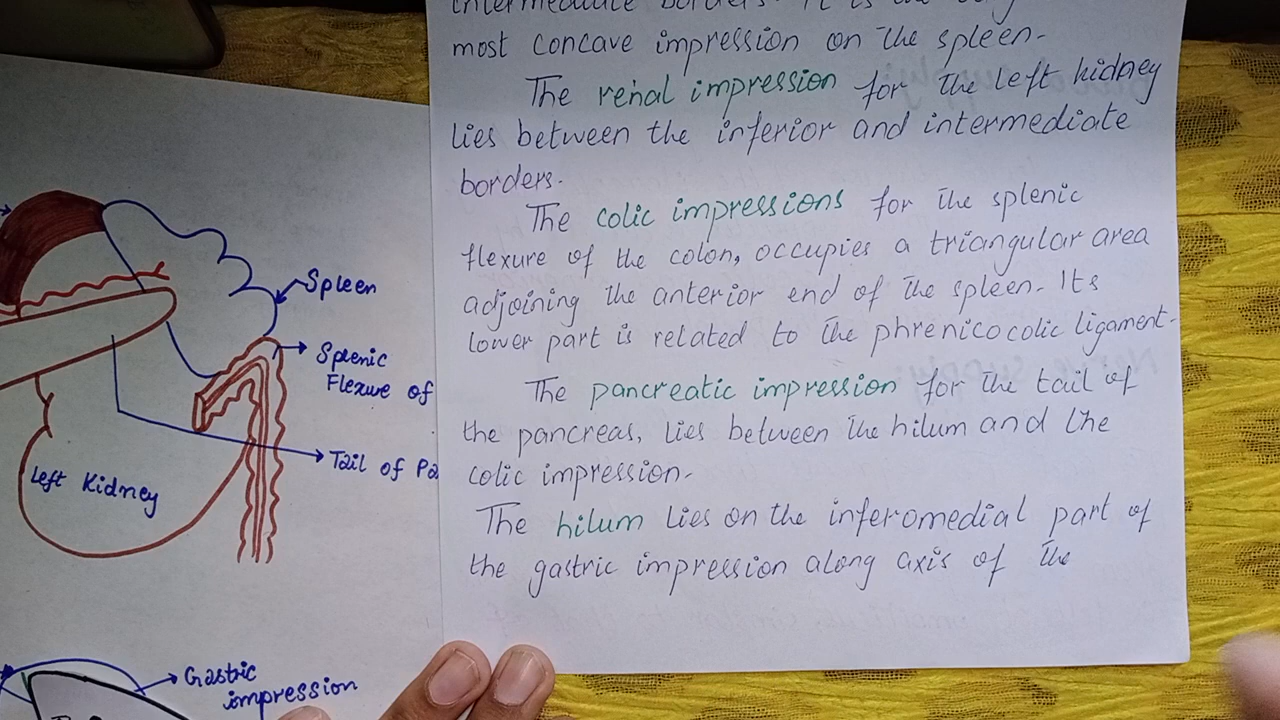 most concave impression on the spleen.
The renal impression for the left kidney
lies between the inferior and intermediate
borders.
The colic impressions for the splenic
flexure of the colon, occupies a triangular area
adjoining the anterior end of the spleen. Its
lower part is related to the phrenicocolic ligament.
The pancreatic impression for the tail of
the pancreas, lies between the hilum and the
colic impression.
The hilum lies on the inferomedial part of
the gastric impression along axis of the
Spleen
Splenic
Flexure of
Tail of Pa
Left Kidney
Gastric
impression